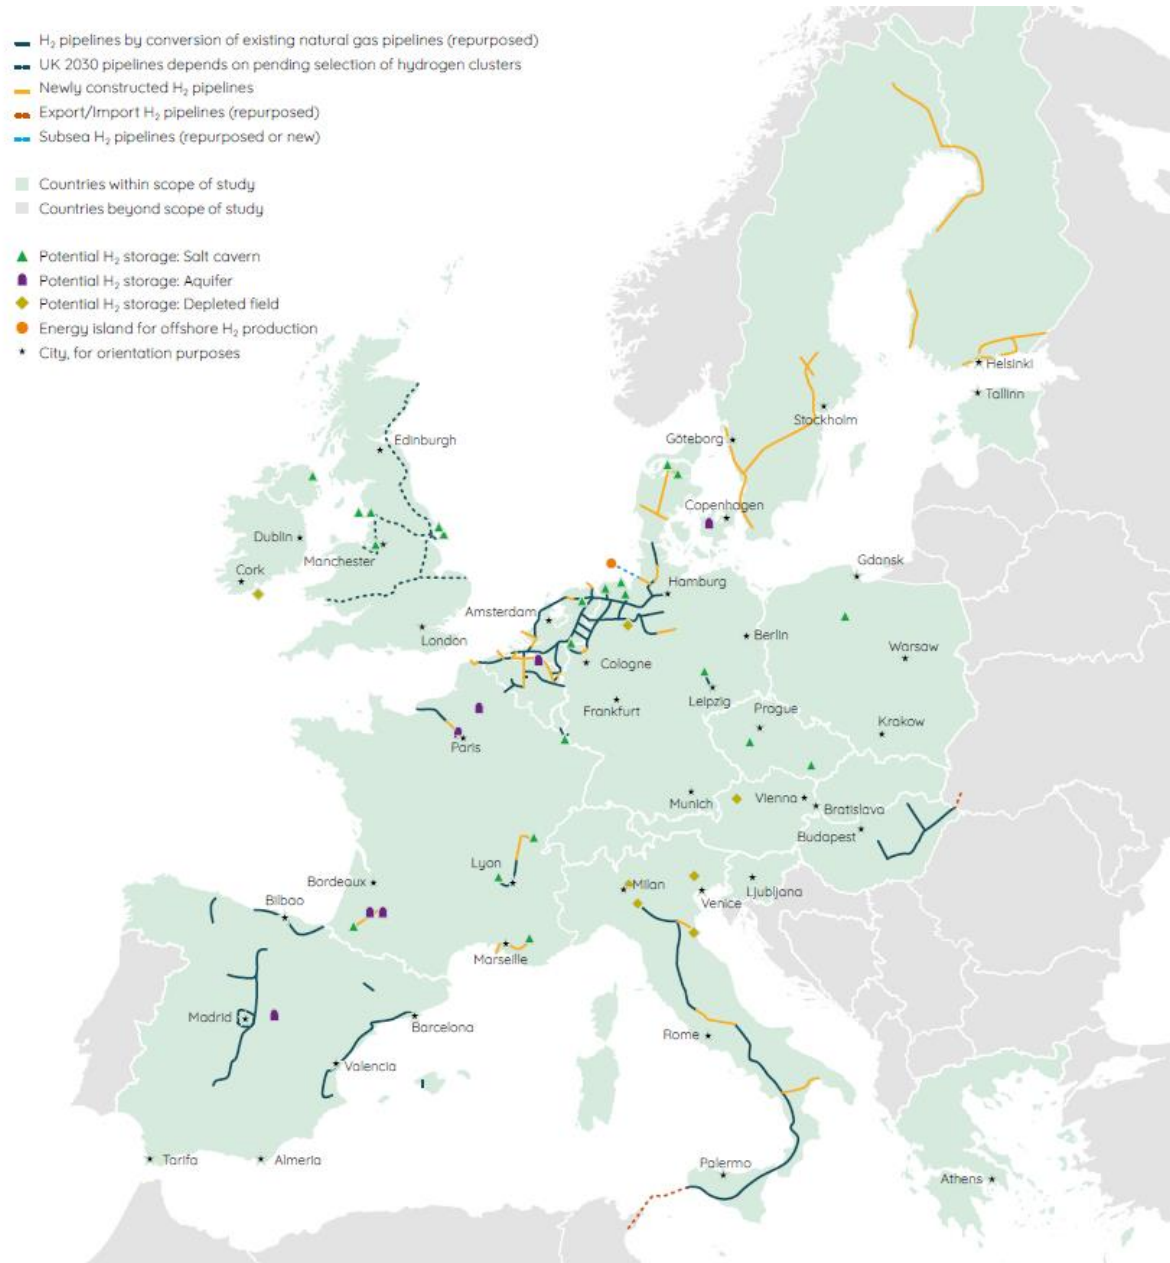 H₂ pipelines by conversion of existing natural gas pipelines (repurposed)
UK 2030 pipelines depends on pending selection of hydrogen clusters
Newly constructed H₂ pipelines
Export/Import H₂ pipelines (repurposed)
Subsea H₂ pipelines (repurposed or new)
Countries within scope of study
Countries beyond scope of study
Potential H₂ storage: Salt cavern
Potential H₂ storage: Aquifer
Potential H₂ storage: Depleted field
Energy island for offshore H₂ production
City, for orientation purposes
Helsinki
Tallinn
Stockholm
Göteborg
Edinburgh
Copenhagen
Dublin
Manchester
Cork
Gdansk
Hamburg
Amsterdam
London
Berlin
Warsaw
Cologne
Leipzig
Frankfurt
Prague
Krakow
Paris
Munich
Vienna
Bratislava
Budapest
Lyon
Bordeaux
Milan
Ljubljana
Venice
Bilbao
Marseille
Madrid
Barcelona
Rome
Valencia
Tarifa
Almeria
Palermo
Athens